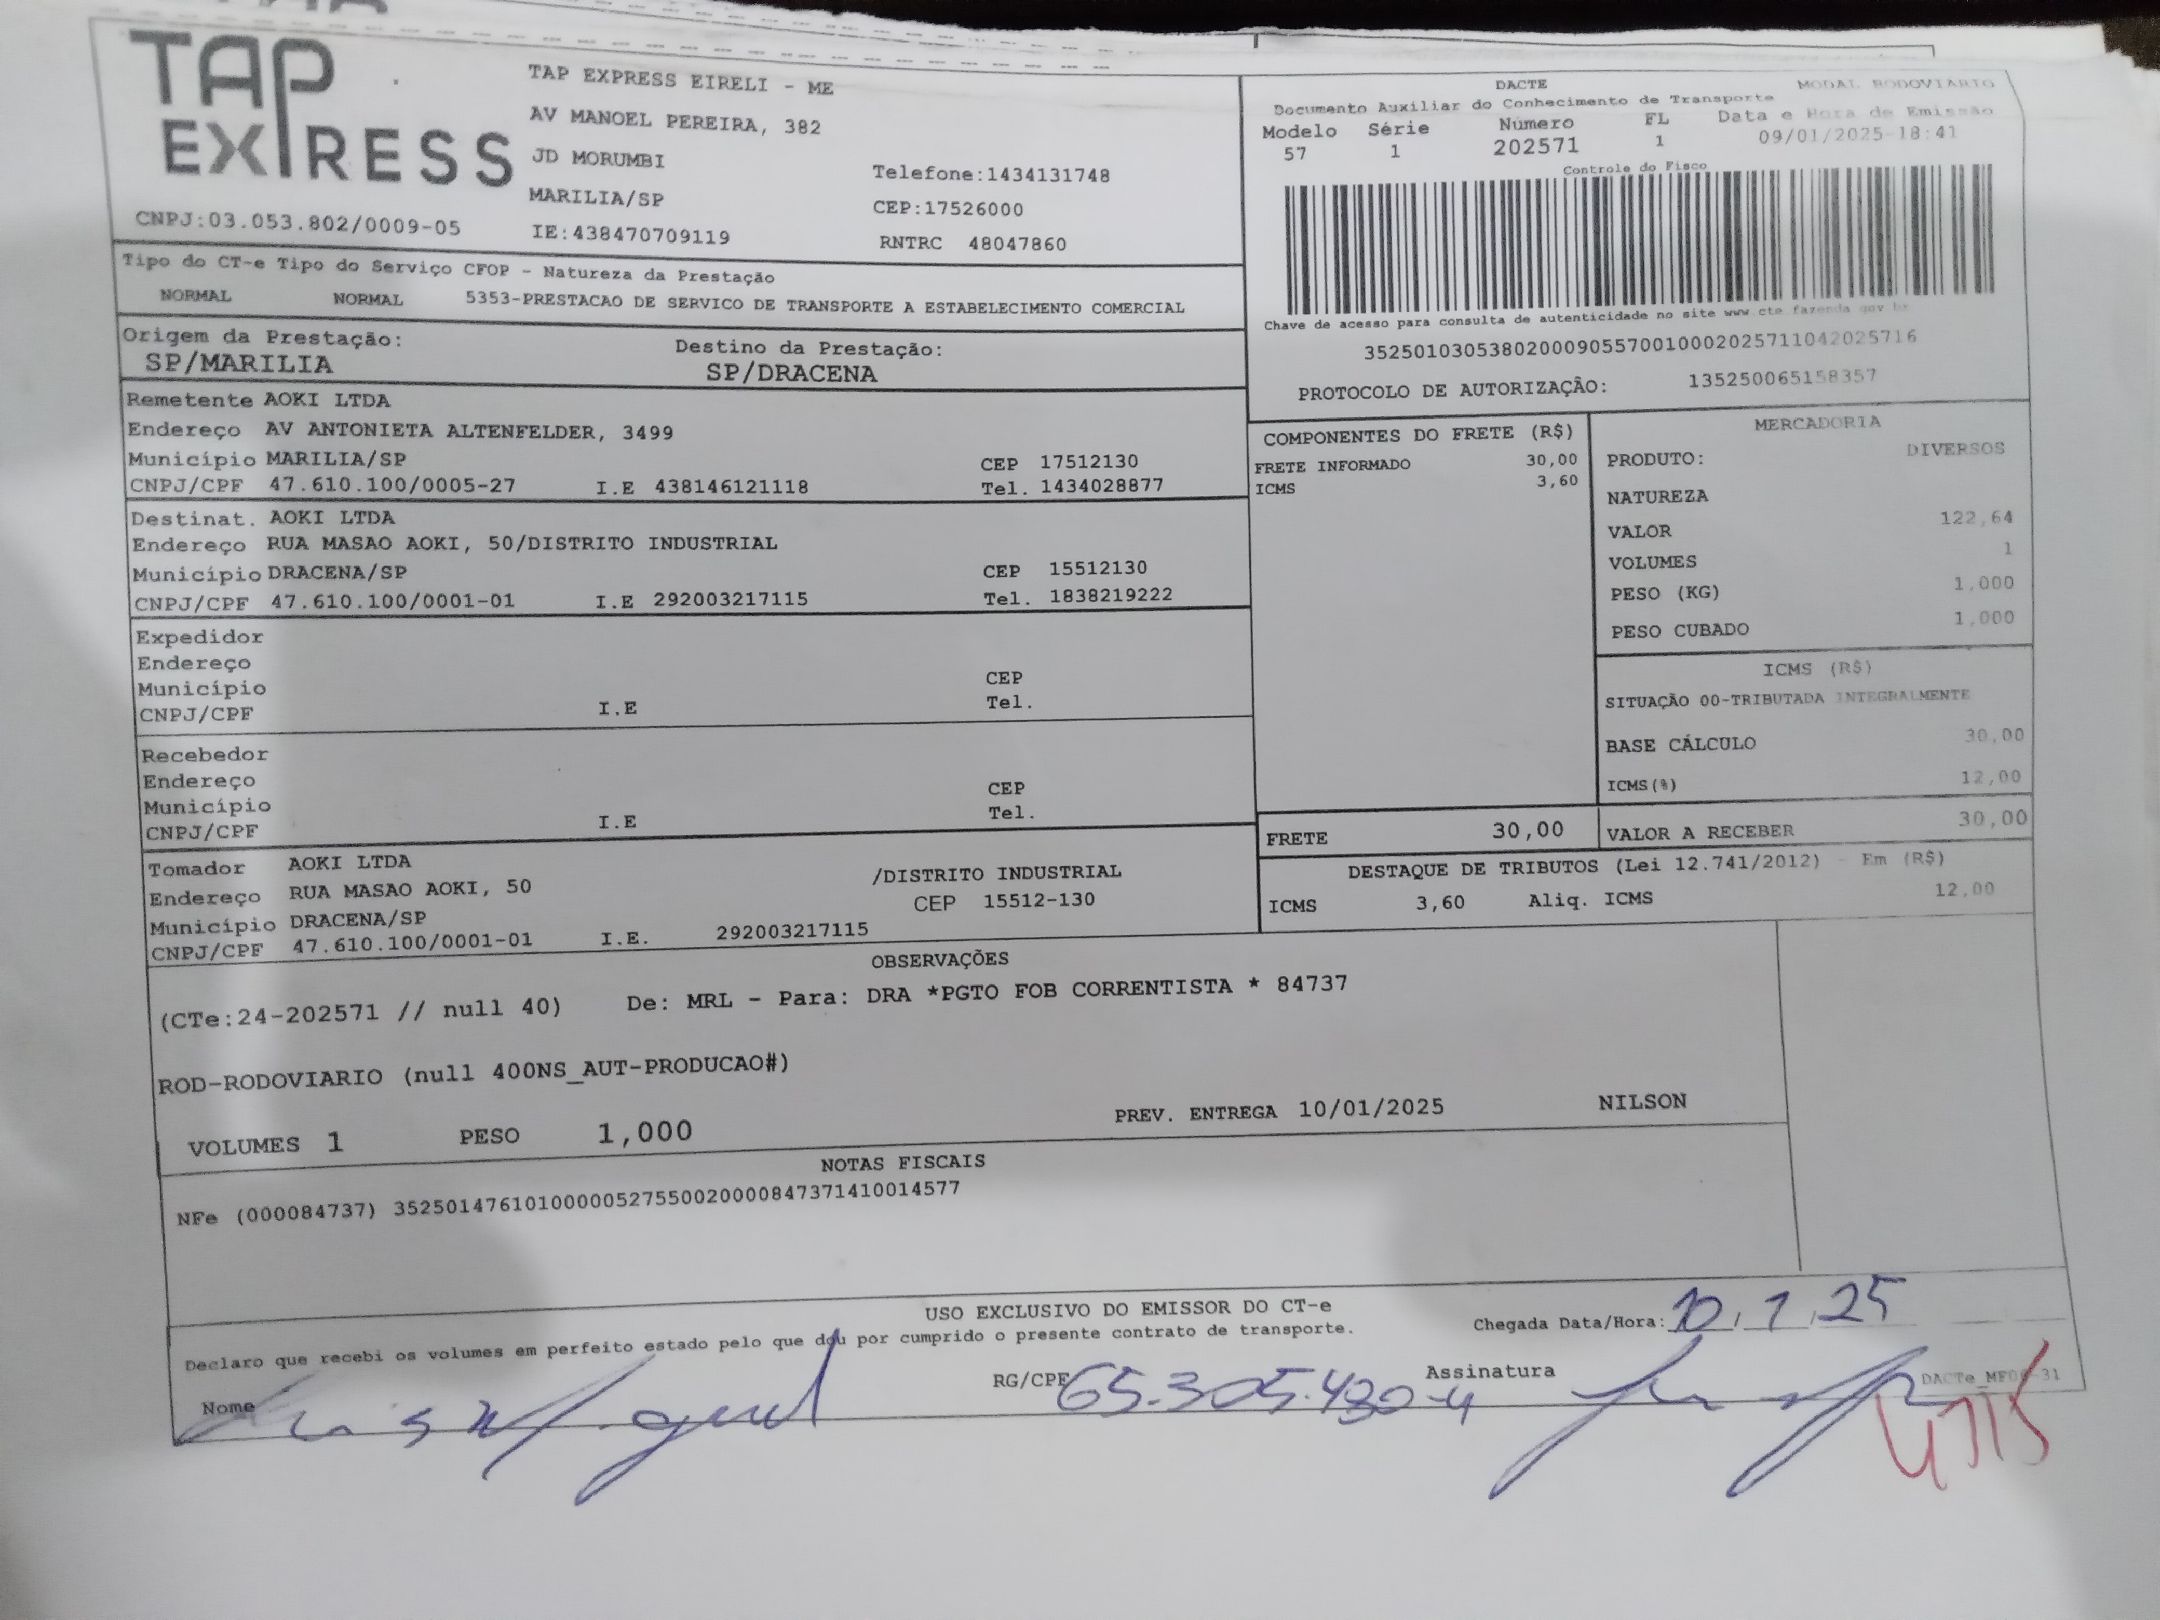 TAP
EXPRESS
CNPJ:03.053.802/0009-05
TAP EXPRESS EIRELI - ME
AV MANOEL PEREIRA, 382
JD MORUMBI
MARILIA/SP
IE:438470709119
Telefone:1434131748
CEP:17526000
RNTRC 48047860
DACTE MODAL RODOVIARIO
Documento Auxiliar do Conhecimento de Transporte
Modelo Série Número FL Data e Hora de Emissão
57 1 202571 1 09/01/2025-18:41
Controle do Fisco
Chave de acesso para consulta de autenticidade no site www.cte.fazenda.gov.br
35250103053802000905570010002025711042025716
PROTOCOLO DE AUTORIZAÇÃO: 135250065158357
Tipo do CT-e Tipo do Serviço CFOP - Natureza da Prestação
NORMAL NORMAL 5353-PRESTACAO DE SERVICO DE TRANSPORTE A ESTABELECIMENTO COMERCIAL
Origem da Prestação: Destino da Prestação:
SP/MARILIA SP/DRACENA
Remetente AOKI LTDA
Endereço AV ANTONIETA ALTENFELDER, 3499
Município MARILIA/SP CEP 17512130
CNPJ/CPF 47.610.100/0005-27 I.E 438146121118 Tel. 1434028877
Destinat. AOKI LTDA
Endereço RUA MASAO AOKI, 50/DISTRITO INDUSTRIAL
Município DRACENA/SP CEP 15512130
CNPJ/CPF 47.610.100/0001-01 I.E 292003217115 Tel. 1838219222
Expedidor
Endereço
Município CEP
CNPJ/CPF I.E Tel.
Recebedor
Endereço
Município CEP
CNPJ/CPF I.E Tel.
Tomador AOKI LTDA
Endereço RUA MASAO AOKI, 50 /DISTRITO INDUSTRIAL
Município DRACENA/SP CEP 15512-130
CNPJ/CPF 47.610.100/0001-01 I.E. 292003217115
COMPONENTES DO FRETE (R$)
FRETE INFORMADO 30,00
ICMS 3,60
MERCADORIA
PRODUTO: DIVERSOS
NATUREZA
VALOR 122,64
VOLUMES 1
PESO (KG) 1,000
PESO CUBADO 1,000
ICMS (R$)
SITUAÇÃO 00-TRIBUTADA INTEGRALMENTE
BASE CÁLCULO 30,00
ICMS(%) 12,00
FRETE 30,00 VALOR A RECEBER 30,00
DESTAQUE DE TRIBUTOS (Lei 12.741/2012) - Em (R$)
ICMS 3,60 Aliq. ICMS 12,00
OBSERVAÇÕES
(CTe:24-202571 // null 40) De: MRL - Para: DRA *PGTO FOB CORRENTISTA * 84737
ROD-RODOVIARIO (null 400NS_AUT-PRODUCAO#)
VOLUMES 1 PESO 1,000 PREV. ENTREGA 10/01/2025 NILSON
NOTAS FISCAIS
NFe (000084737) 35250147610100000527550020000847371410014577
USO EXCLUSIVO DO EMISSOR DO CT-e
Declaro que recebi os volumes em perfeito estado pelo que dou por cumprido o presente contrato de transporte.
Chegada Data/Hora: 10/1/25
Nome
RG/CPF 65.305.430-4
Assinatura